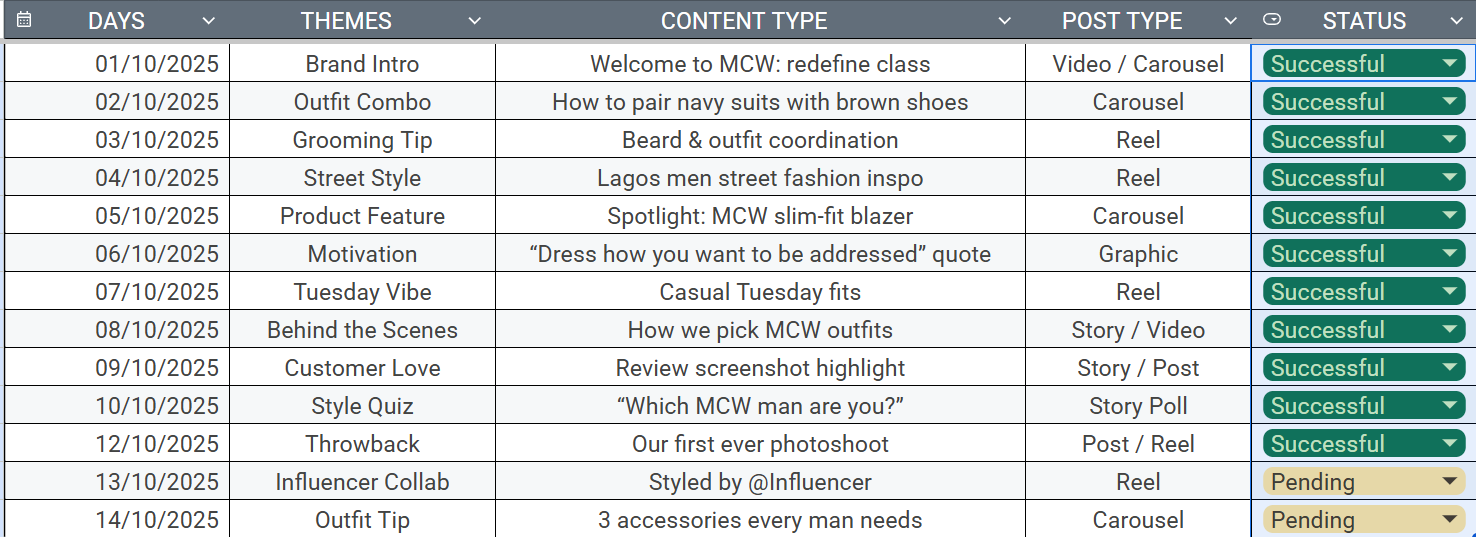 DAYS THEMES CONTENT TYPE POST TYPE STATUS
01/10/2025 Brand Intro Welcome to MCW: redefine class Video / Carousel Successful
02/10/2025 Outfit Combo How to pair navy suits with brown shoes Carousel Successful
03/10/2025 Grooming Tip Beard & outfit coordination Reel Successful
04/10/2025 Street Style Lagos men street fashion inspo Reel Successful
05/10/2025 Product Feature Spotlight: MCW slim-fit blazer Carousel Successful
06/10/2025 Motivation “Dress how you want to be addressed” quote Graphic Successful
07/10/2025 Tuesday Vibe Casual Tuesday fits Reel Successful
08/10/2025 Behind the Scenes How we pick MCW outfits Story / Video Successful
09/10/2025 Customer Love Review screenshot highlight Story / Post Successful
10/10/2025 Style Quiz “Which MCW man are you?” Story Poll Successful
12/10/2025 Throwback Our first ever photoshoot Post / Reel Successful
13/10/2025 Influencer Collab Styled by @Influencer Reel Pending
14/10/2025 Outfit Tip 3 accessories every man needs Carousel Pending